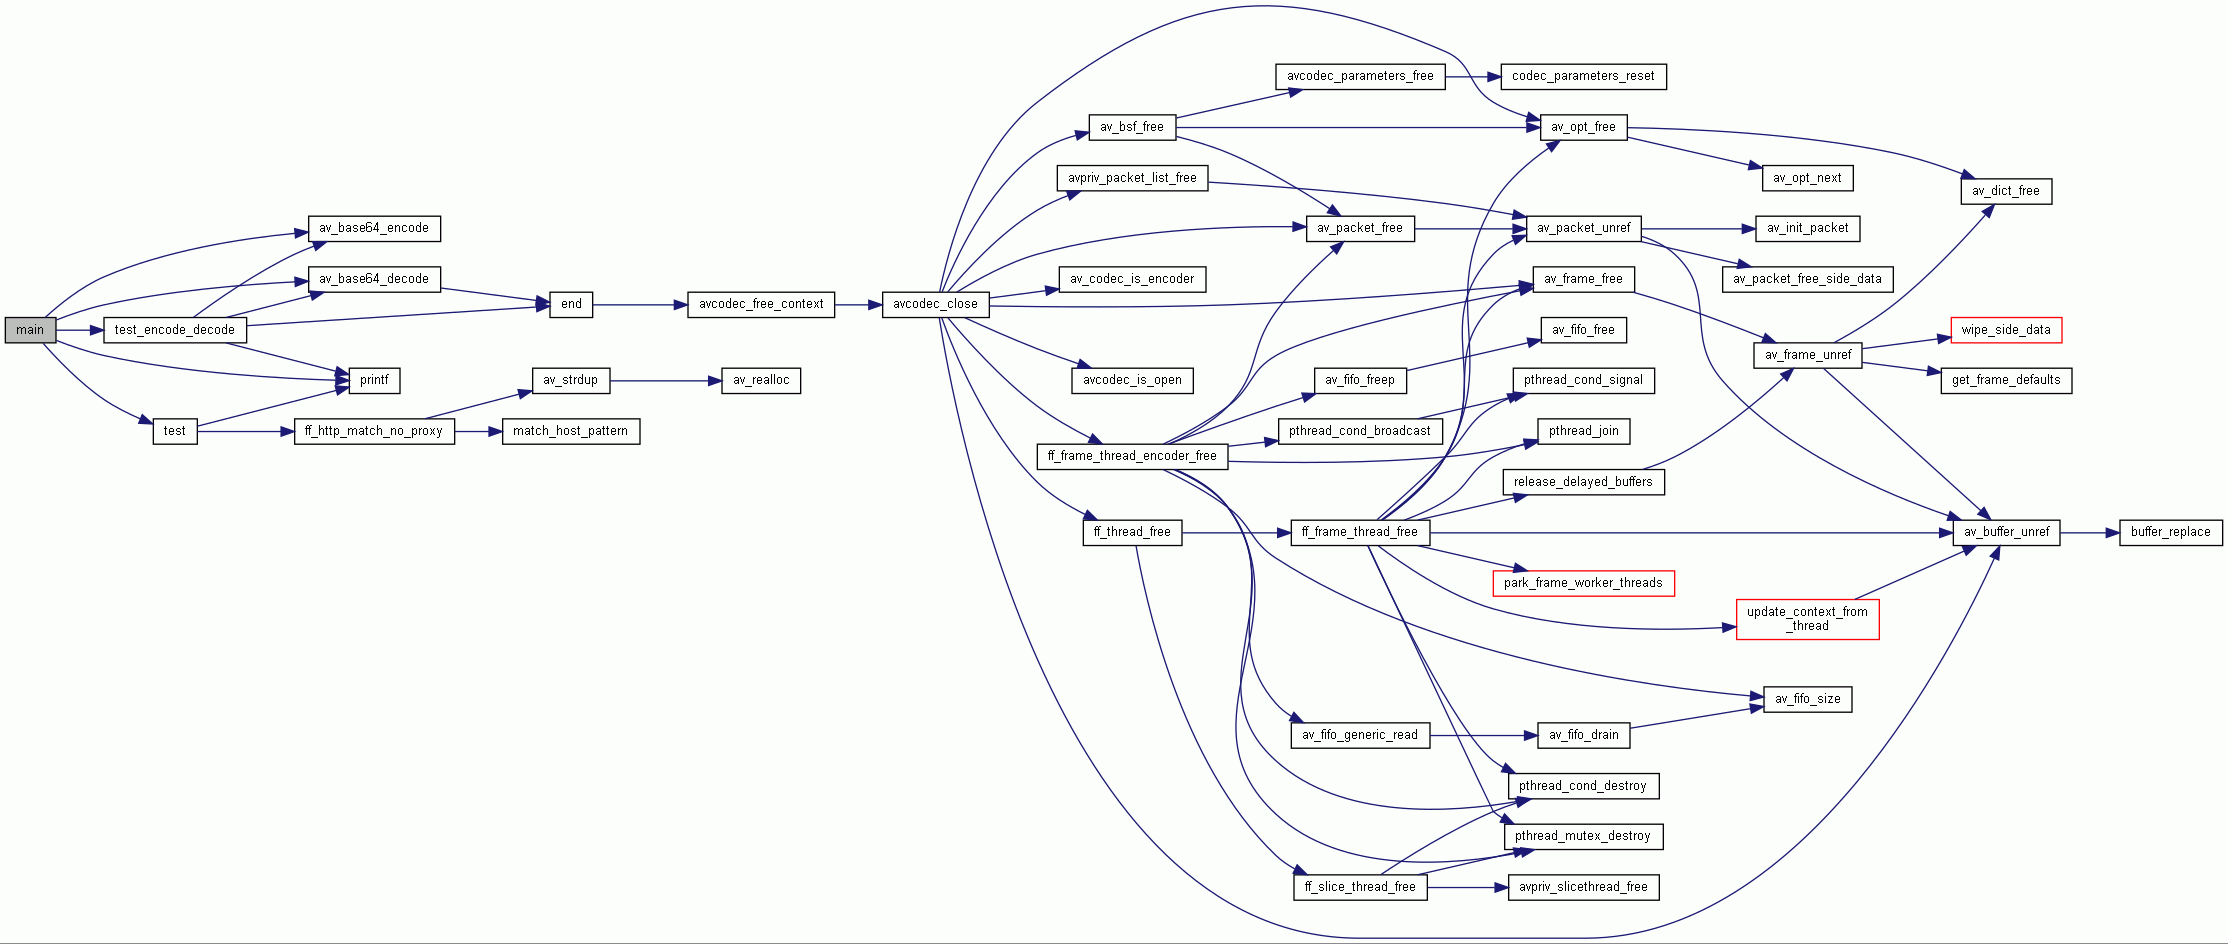 main
av_base64_encode
av_base64_decode
test_encode_decode
printf
test
ff_http_match_no_proxy
end
av_strdup
match_host_pattern
avcodec_free_context
av_realloc
avcodec_close
av_bsf_free
avpriv_packet_list_free
av_codec_is_encoder
avcodec_is_open
ff_frame_thread_encoder_free
ff_thread_free
avcodec_parameters_free
av_packet_free
av_fifo_freep
pthread_cond_broadcast
ff_frame_thread_free
av_fifo_generic_read
ff_slice_thread_free
codec_parameters_reset
av_opt_free
av_packet_unref
av_frame_free
av_fifo_free
pthread_cond_signal
pthread_join
release_delayed_buffers
park_frame_worker_threads
av_fifo_drain
pthread_cond_destroy
pthread_mutex_destroy
avpriv_slicethread_free
av_opt_next
av_init_packet
av_packet_free_side_data
av_frame_unref
update_context_from
_thread
av_fifo_size
av_dict_free
wipe_side_data
get_frame_defaults
av_buffer_unref
buffer_replace